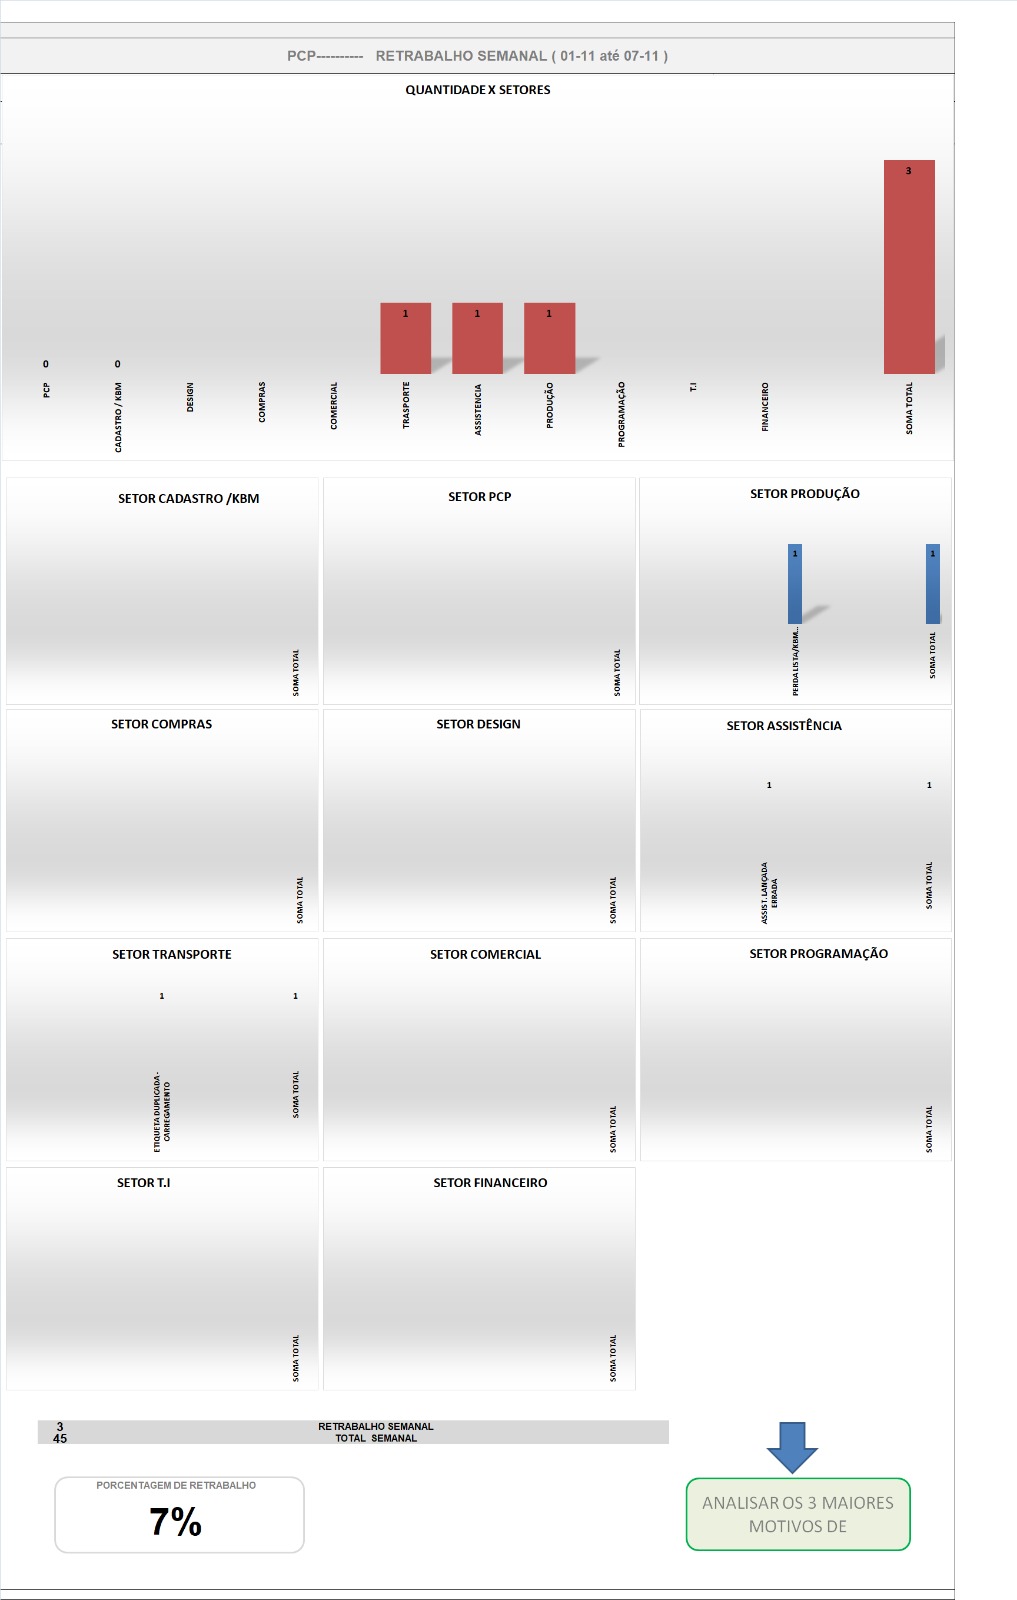 PCP---------- RETRABALHO SEMANAL ( 01-11 até 07-11 )
QUANTIDADE X SETORES
3
1 1 1
0 0
PCP
CADASTRO / KBM
DESIGN
COMPRAS
COMERCIAL
TRASPORTE
ASSISTENCIA
PRODUÇÃO
PROGRAMAÇÃO
T.I
FINANCEIRO
SOMA TOTAL
SETOR CADASTRO /KBM
SOMA TOTAL
SETOR PCP
SOMA TOTAL
SETOR PRODUÇÃO
1 1
PERDA LISTA/KBM...
SOMA TOTAL
SETOR COMPRAS
SOMA TOTAL
SETOR DESIGN
SOMA TOTAL
SETOR ASSISTÊNCIA
1 1
ASSIST. LANÇADA
ERRADA
SOMA TOTAL
SETOR TRANSPORTE
1 1
ETIQUETA DUPLICADA -
CARREGAMENTO
SOMA TOTAL
SETOR COMERCIAL
SOMA TOTAL
SETOR PROGRAMAÇÃO
SOMA TOTAL
SETOR T.I
SOMA TOTAL
SETOR FINANCEIRO
SOMA TOTAL
3 RETRABALHO SEMANAL
45 TOTAL SEMANAL
PORCENTAGEM DE RETRABALHO
7%
ANALISAR OS 3 MAIORES
MOTIVOS DE